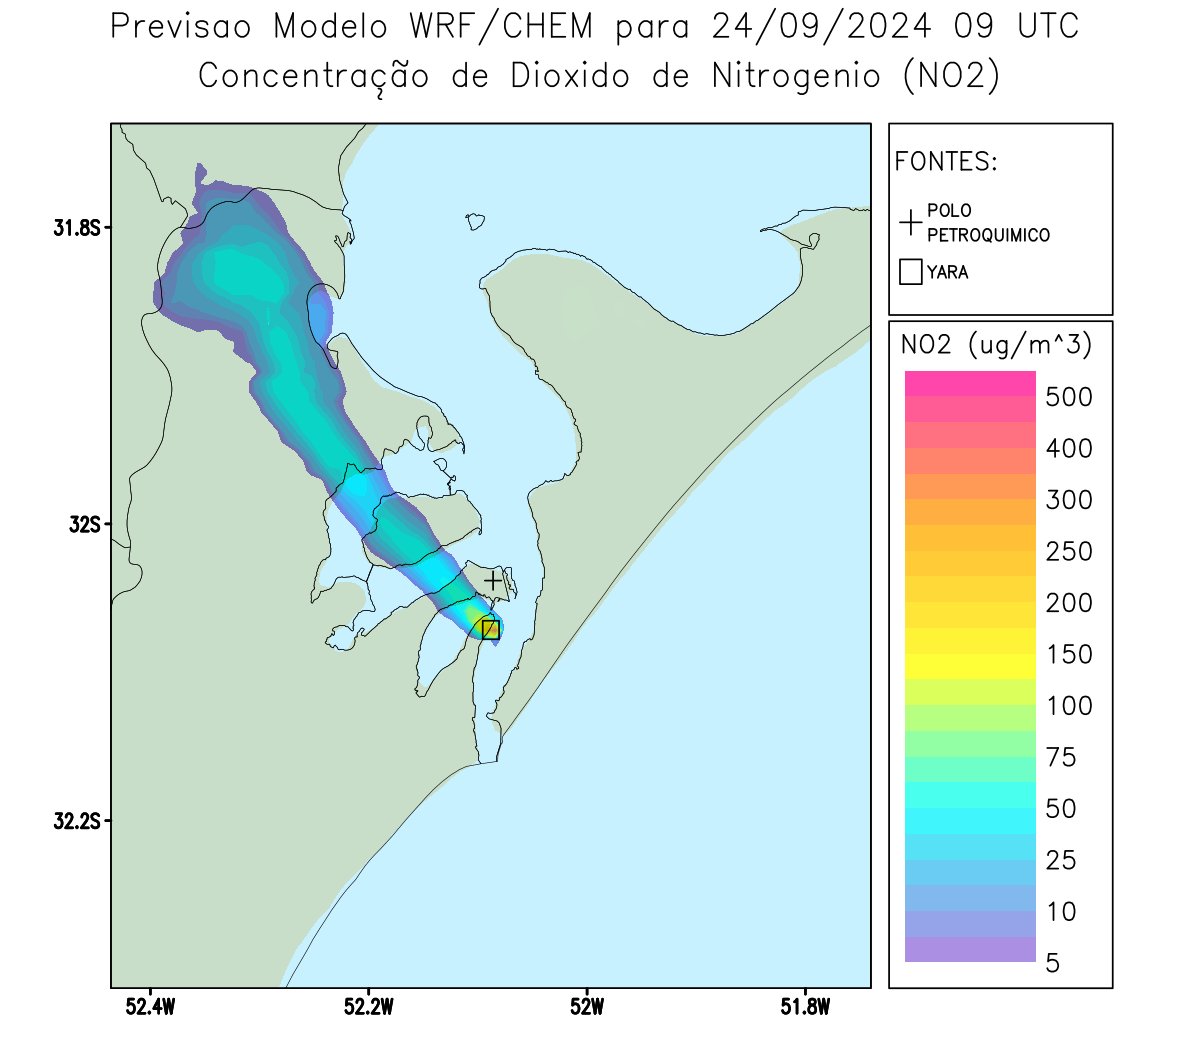 Previsao Modelo WRF/CHEM para 24/09/2024 09 UTC
Concentração de Dioxido de Nitrogenio (NO2)
FONTES:
POLO
PETROQUIMICO
YARA
NO2 (ug/m^3)
500
400
300
250
200
150
100
75
50
25
10
5
31.8S
32S
32.2S
52.4W
52.2W
52W
51.8W